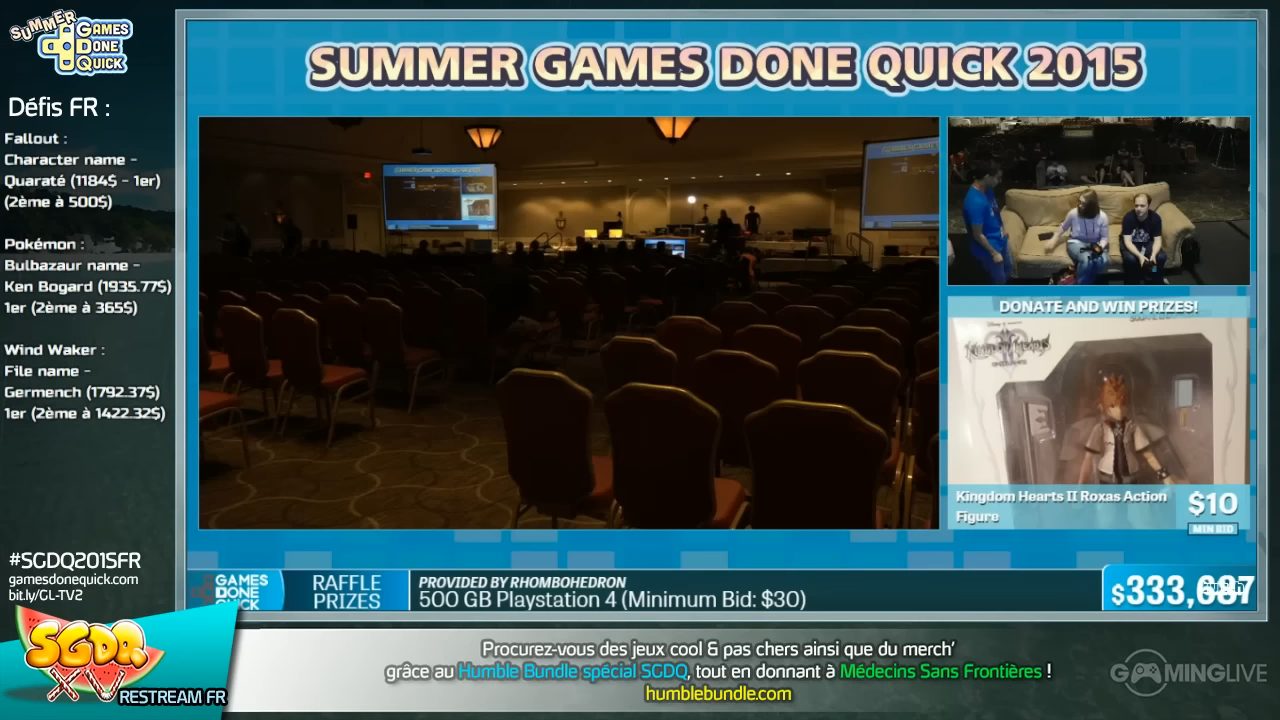 SUMMER
GAMES
DONE
QUICK
Défis FR :
Fallout :
Character name -
Quaraté (1184$ - 1er)
(2ème à 500$)
Pokémon :
Bulbazaur name -
Ken Bogard (1935.77$)
1er (2ème à 365$)
Wind Waker :
File name -
Germench (1792.37$)
1er (2ème à 1422.32$)
#SGDQ2015FR
gamesdonequick.com
bit.ly/GL-TV2
SGDQ
XV
RESTREAM FR
SUMMER GAMES DONE QUICK 2015
DONATE AND WIN PRIZES!
KINGDOM HEARTS
Kingdom Hearts II Roxas Action
Figure
$10
MIN BID
GAMES
DONE
QUICK
RAFFLE
PRIZES
PROVIDED BY RHOMBOHEDRON
500 GB Playstation 4 (Minimum Bid: $30)
$333,687
Procurez-vous des jeux cool & pas chers ainsi que du merch'
grâce au Humble Bundle spécial SGDQ, tout en donnant à Médecins Sans Frontières !
humblebundle.com
GAMINGLIVE